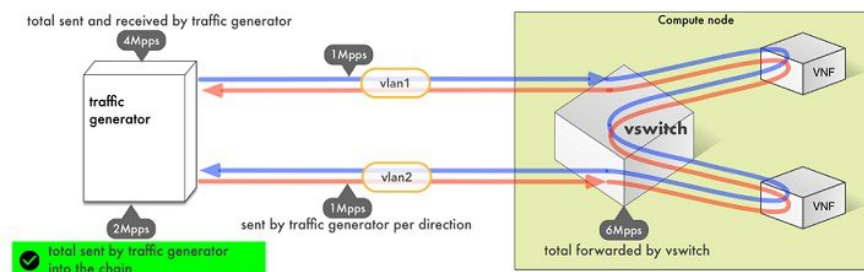 total sent and received by traffic generator
4Mpps
1Mpps
Compute node
vlan1
VNF
traffic
generator
vswitch
vlan2
1Mpps
VNF
2Mpps
sent by traffic generator per direction
6Mpps
total sent by traffic generator
into the chain
total forwarded by vswitch